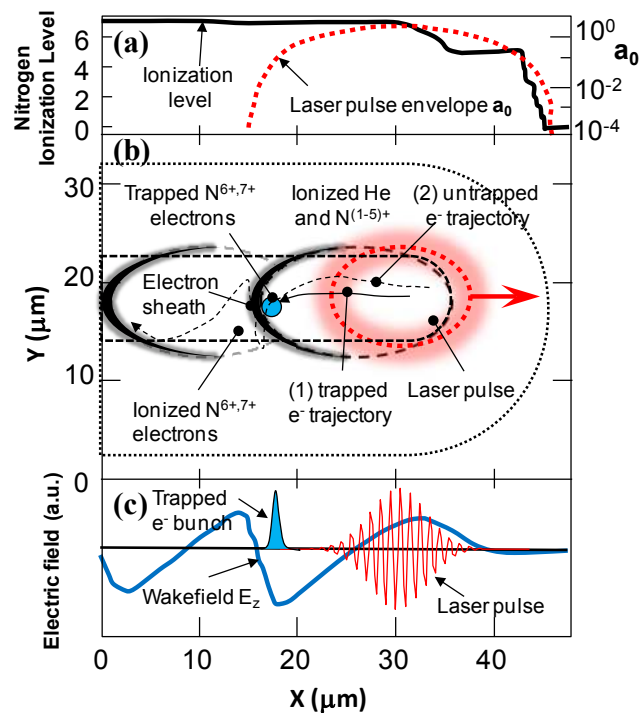 (a)
Nitrogen
Ionization Level
6
4
2
0
Ionization
level
Laser pulse envelope a₀
10⁰
10⁻²
10⁻⁴
a₀
(b)
Trapped N⁶⁺,⁷⁺
electrons
Ionized He
and N⁽¹⁻⁵⁾⁺
(2) untrapped
e⁻ trajectory
Electron
sheath
Ionized N⁶⁺,⁷⁺
electrons
(1) trapped
e⁻ trajectory
Laser pulse
Y (μm)
30
20
10
0
(c)
Trapped
e⁻ bunch
Wakefield E_z
Laser pulse
Electric field (a.u.)
0 10 20 30 40
X (μm)